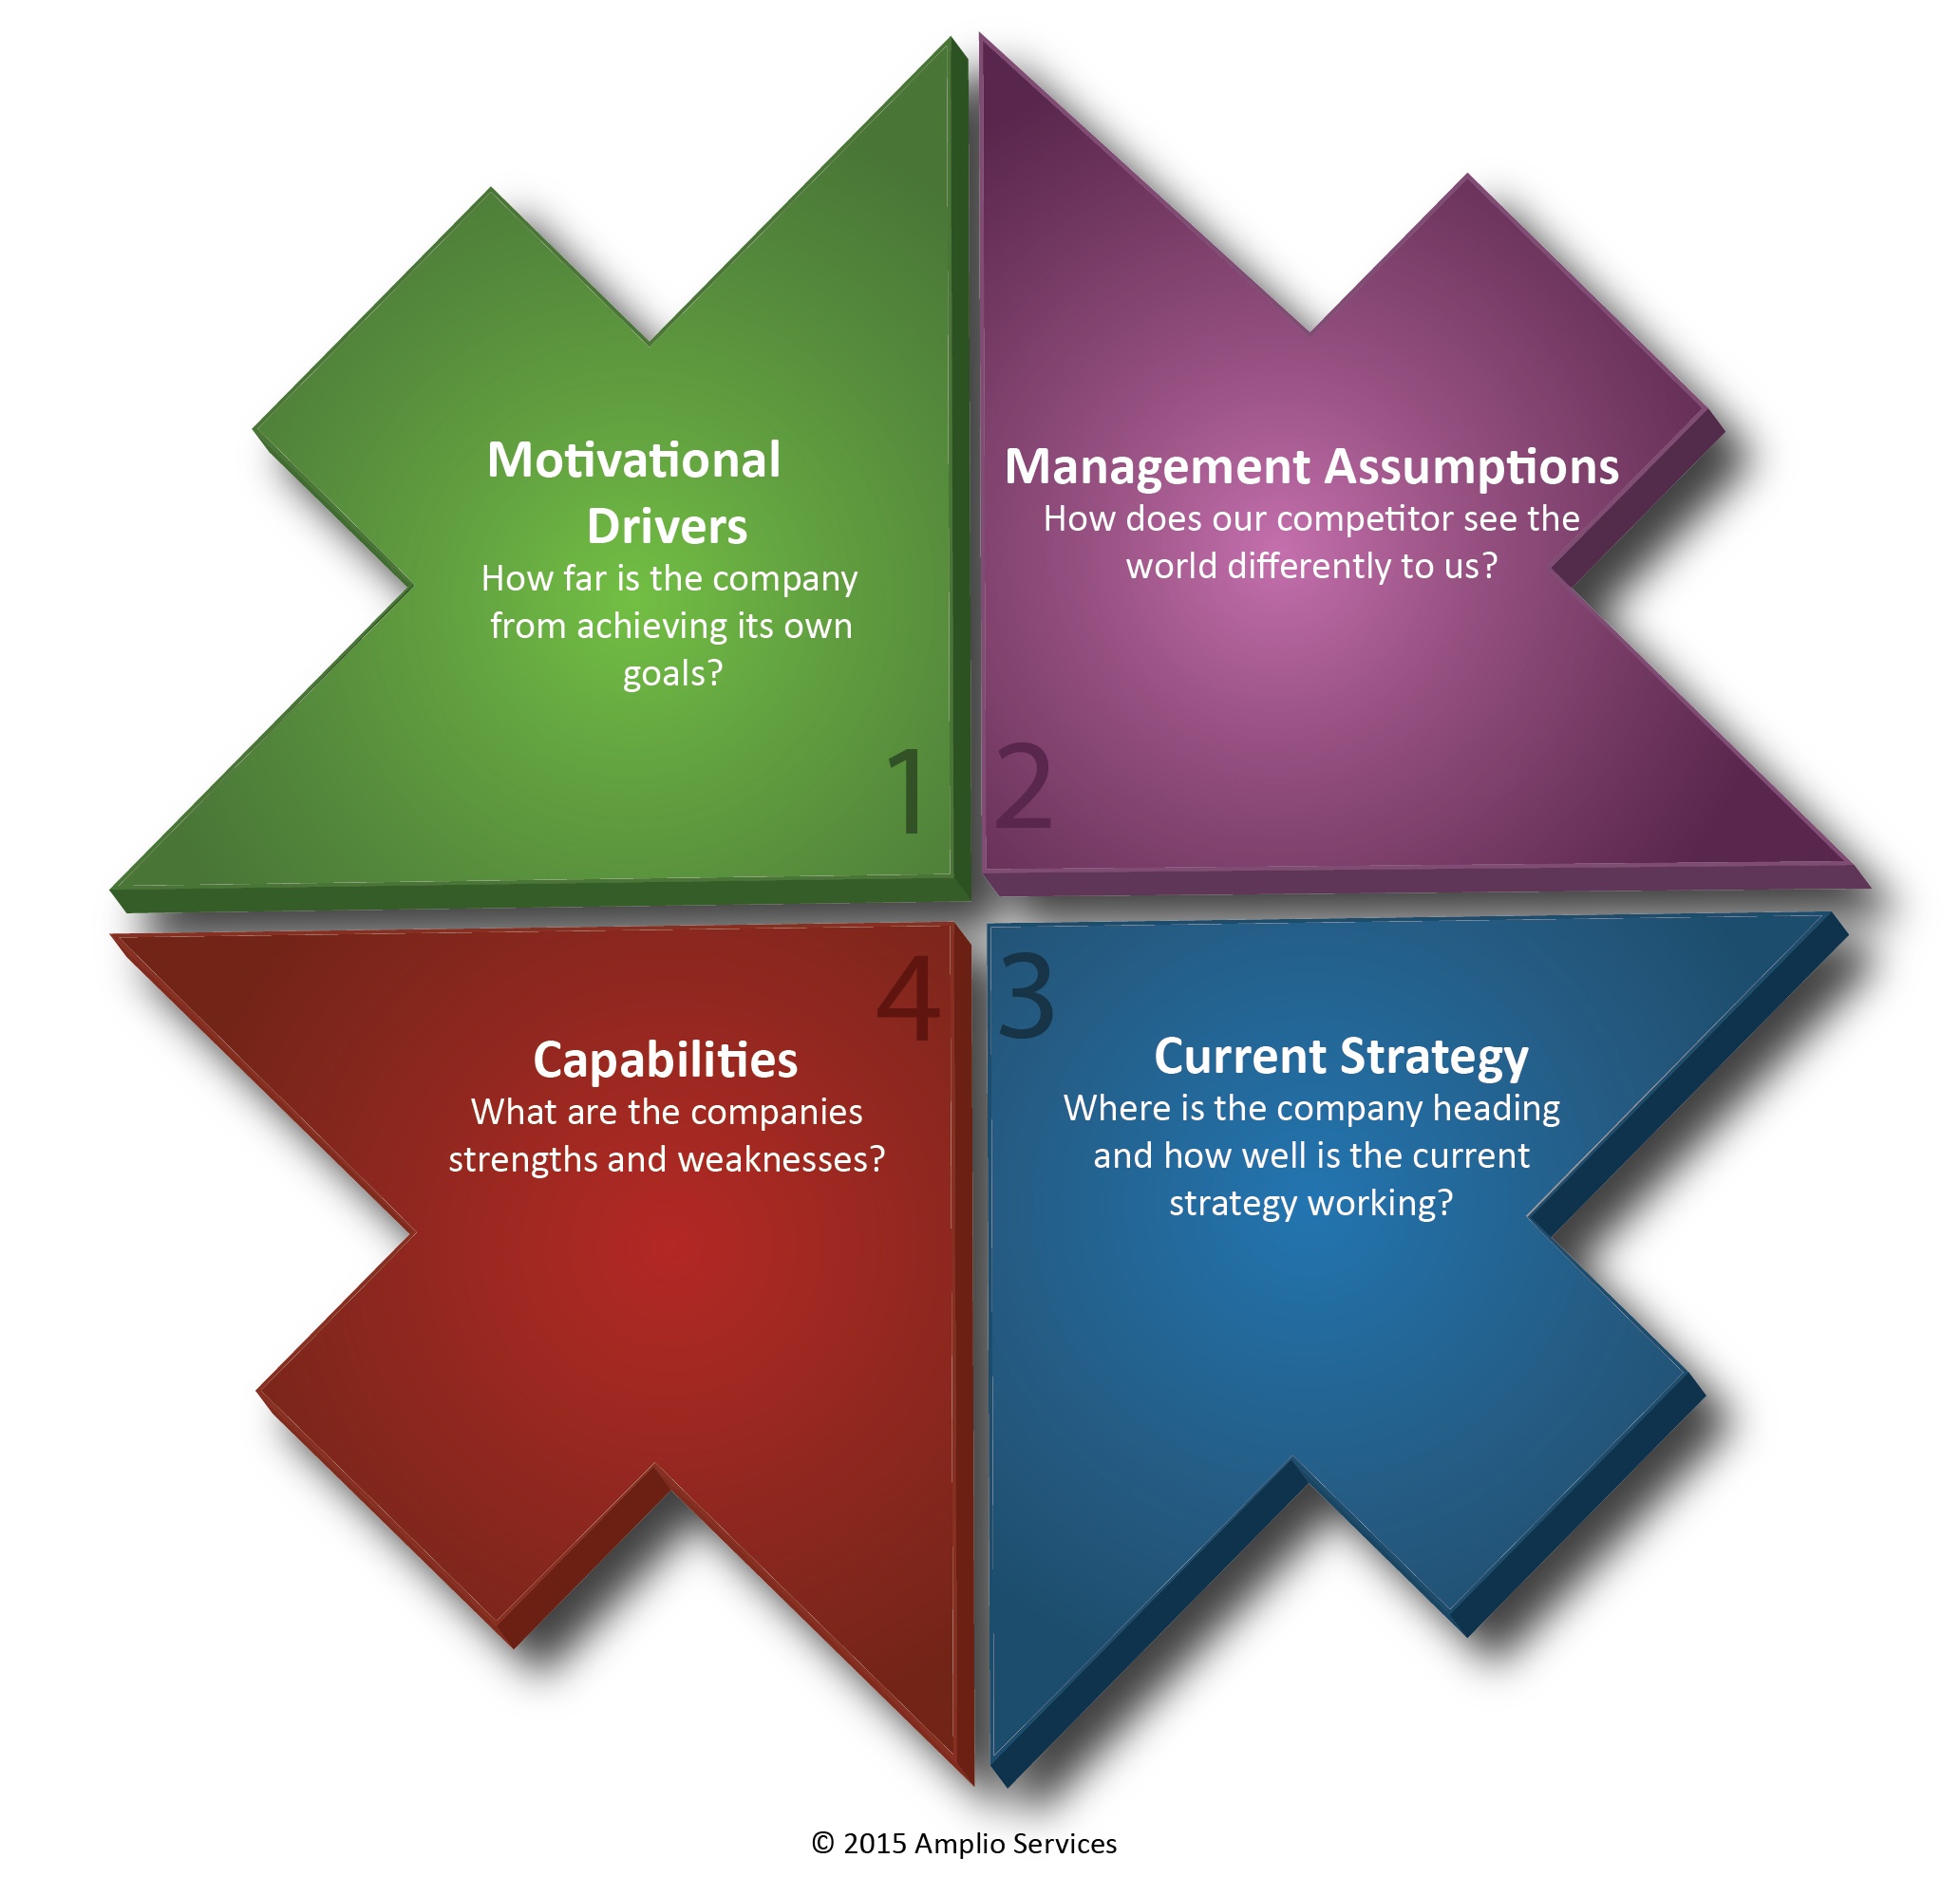 Motivational
Drivers
How far is the company
from achieving its own
goals?
1
Management Assumptions
How does our competitor see the
world differently to us?
2
3
Current Strategy
Where is the company heading
and how well is the current
strategy working?
4
Capabilities
What are the companies
strengths and weaknesses?
© 2015 Amplio Services